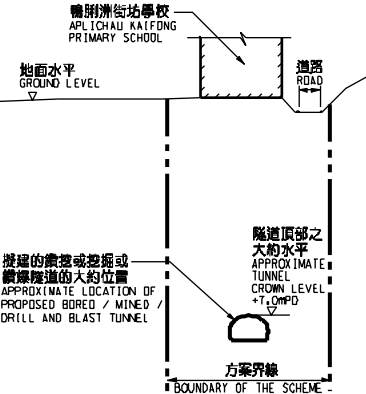 鴨脷洲街坊學校
APLICHAU KAIFONG
PRIMARY SCHOOL
地面水平
GROUND LEVEL
道路
ROAD
擬建的鑽挖或挖掘或
鑽爆隧道的大約位置
APPROXIMATE LOCATION OF
PROPOSED BORED / MINED /
DRILL AND BLAST TUNNEL
隧道頂部之
大約水平
APPROXIMATE
TUNNEL
CROWN LEVEL
+7.0mPD
方案界線
BOUNDARY OF THE SCHEME